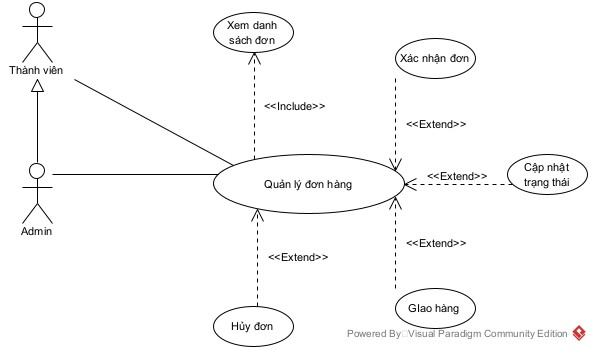 Xem danh
sách đơn
Xác nhận đơn
Thành viên
<<Include>>
<<Extend>>
Cập nhật
trạng thái
<<Extend>>
Quản lý đơn hàng
Admin
<<Extend>>
<<Extend>>
GIao hàng
Hủy đơn
Powered By Visual Paradigm Community Edition